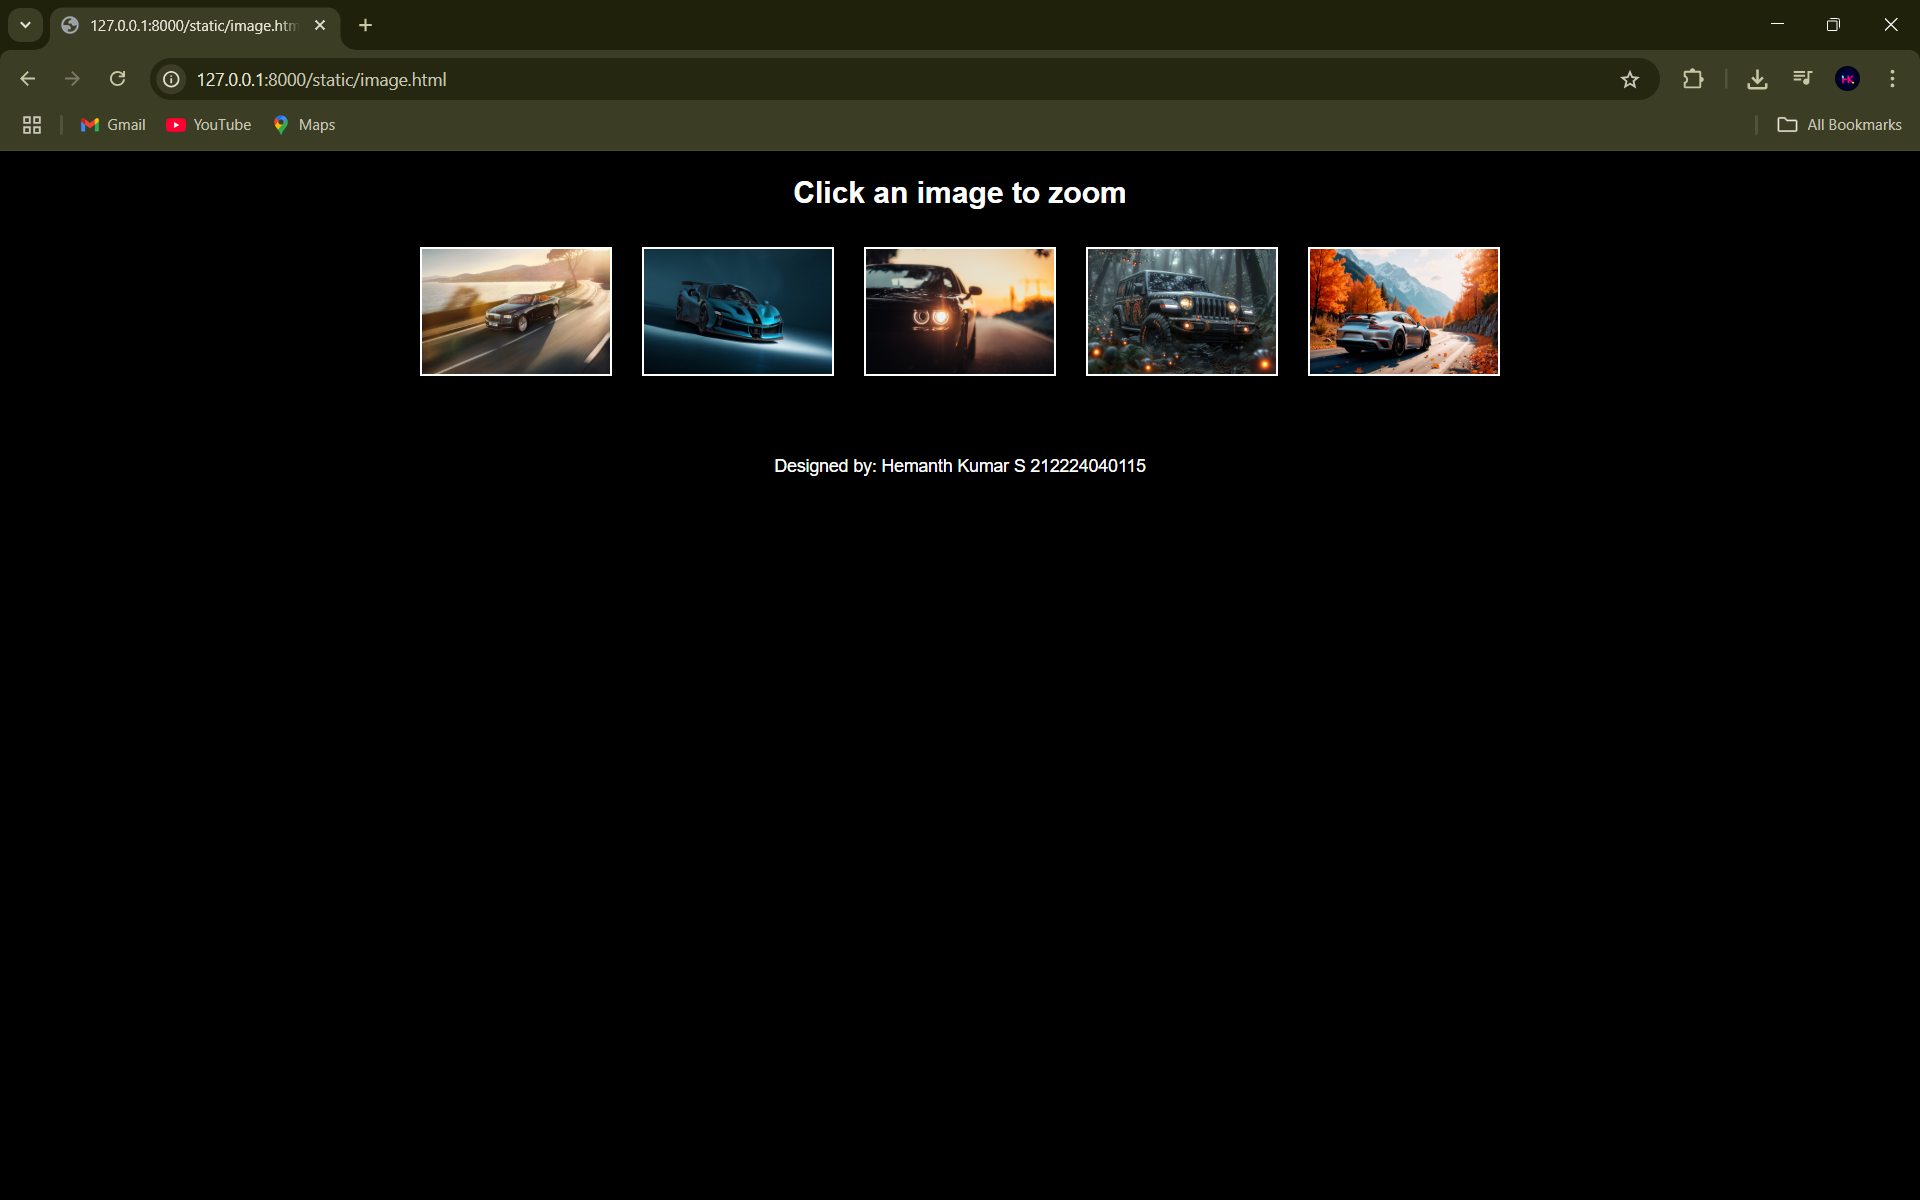 127.0.0.1:8000/static/image.htm
127.0.0.1:8000/static/image.html
HK
Gmail
YouTube
Maps
All Bookmarks
Click an image to zoom
Designed by: Hemanth Kumar S 212224040115